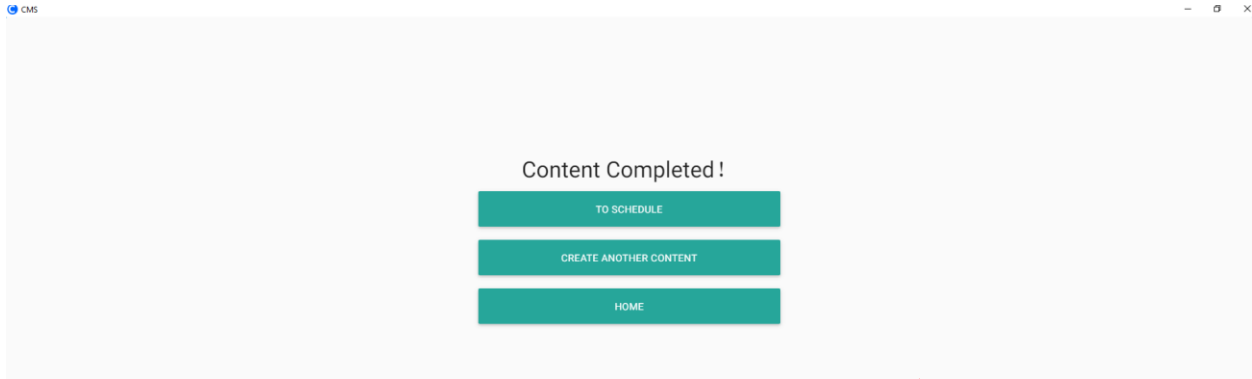 CMS
Content Completed!
TO SCHEDULE
CREATE ANOTHER CONTENT
HOME